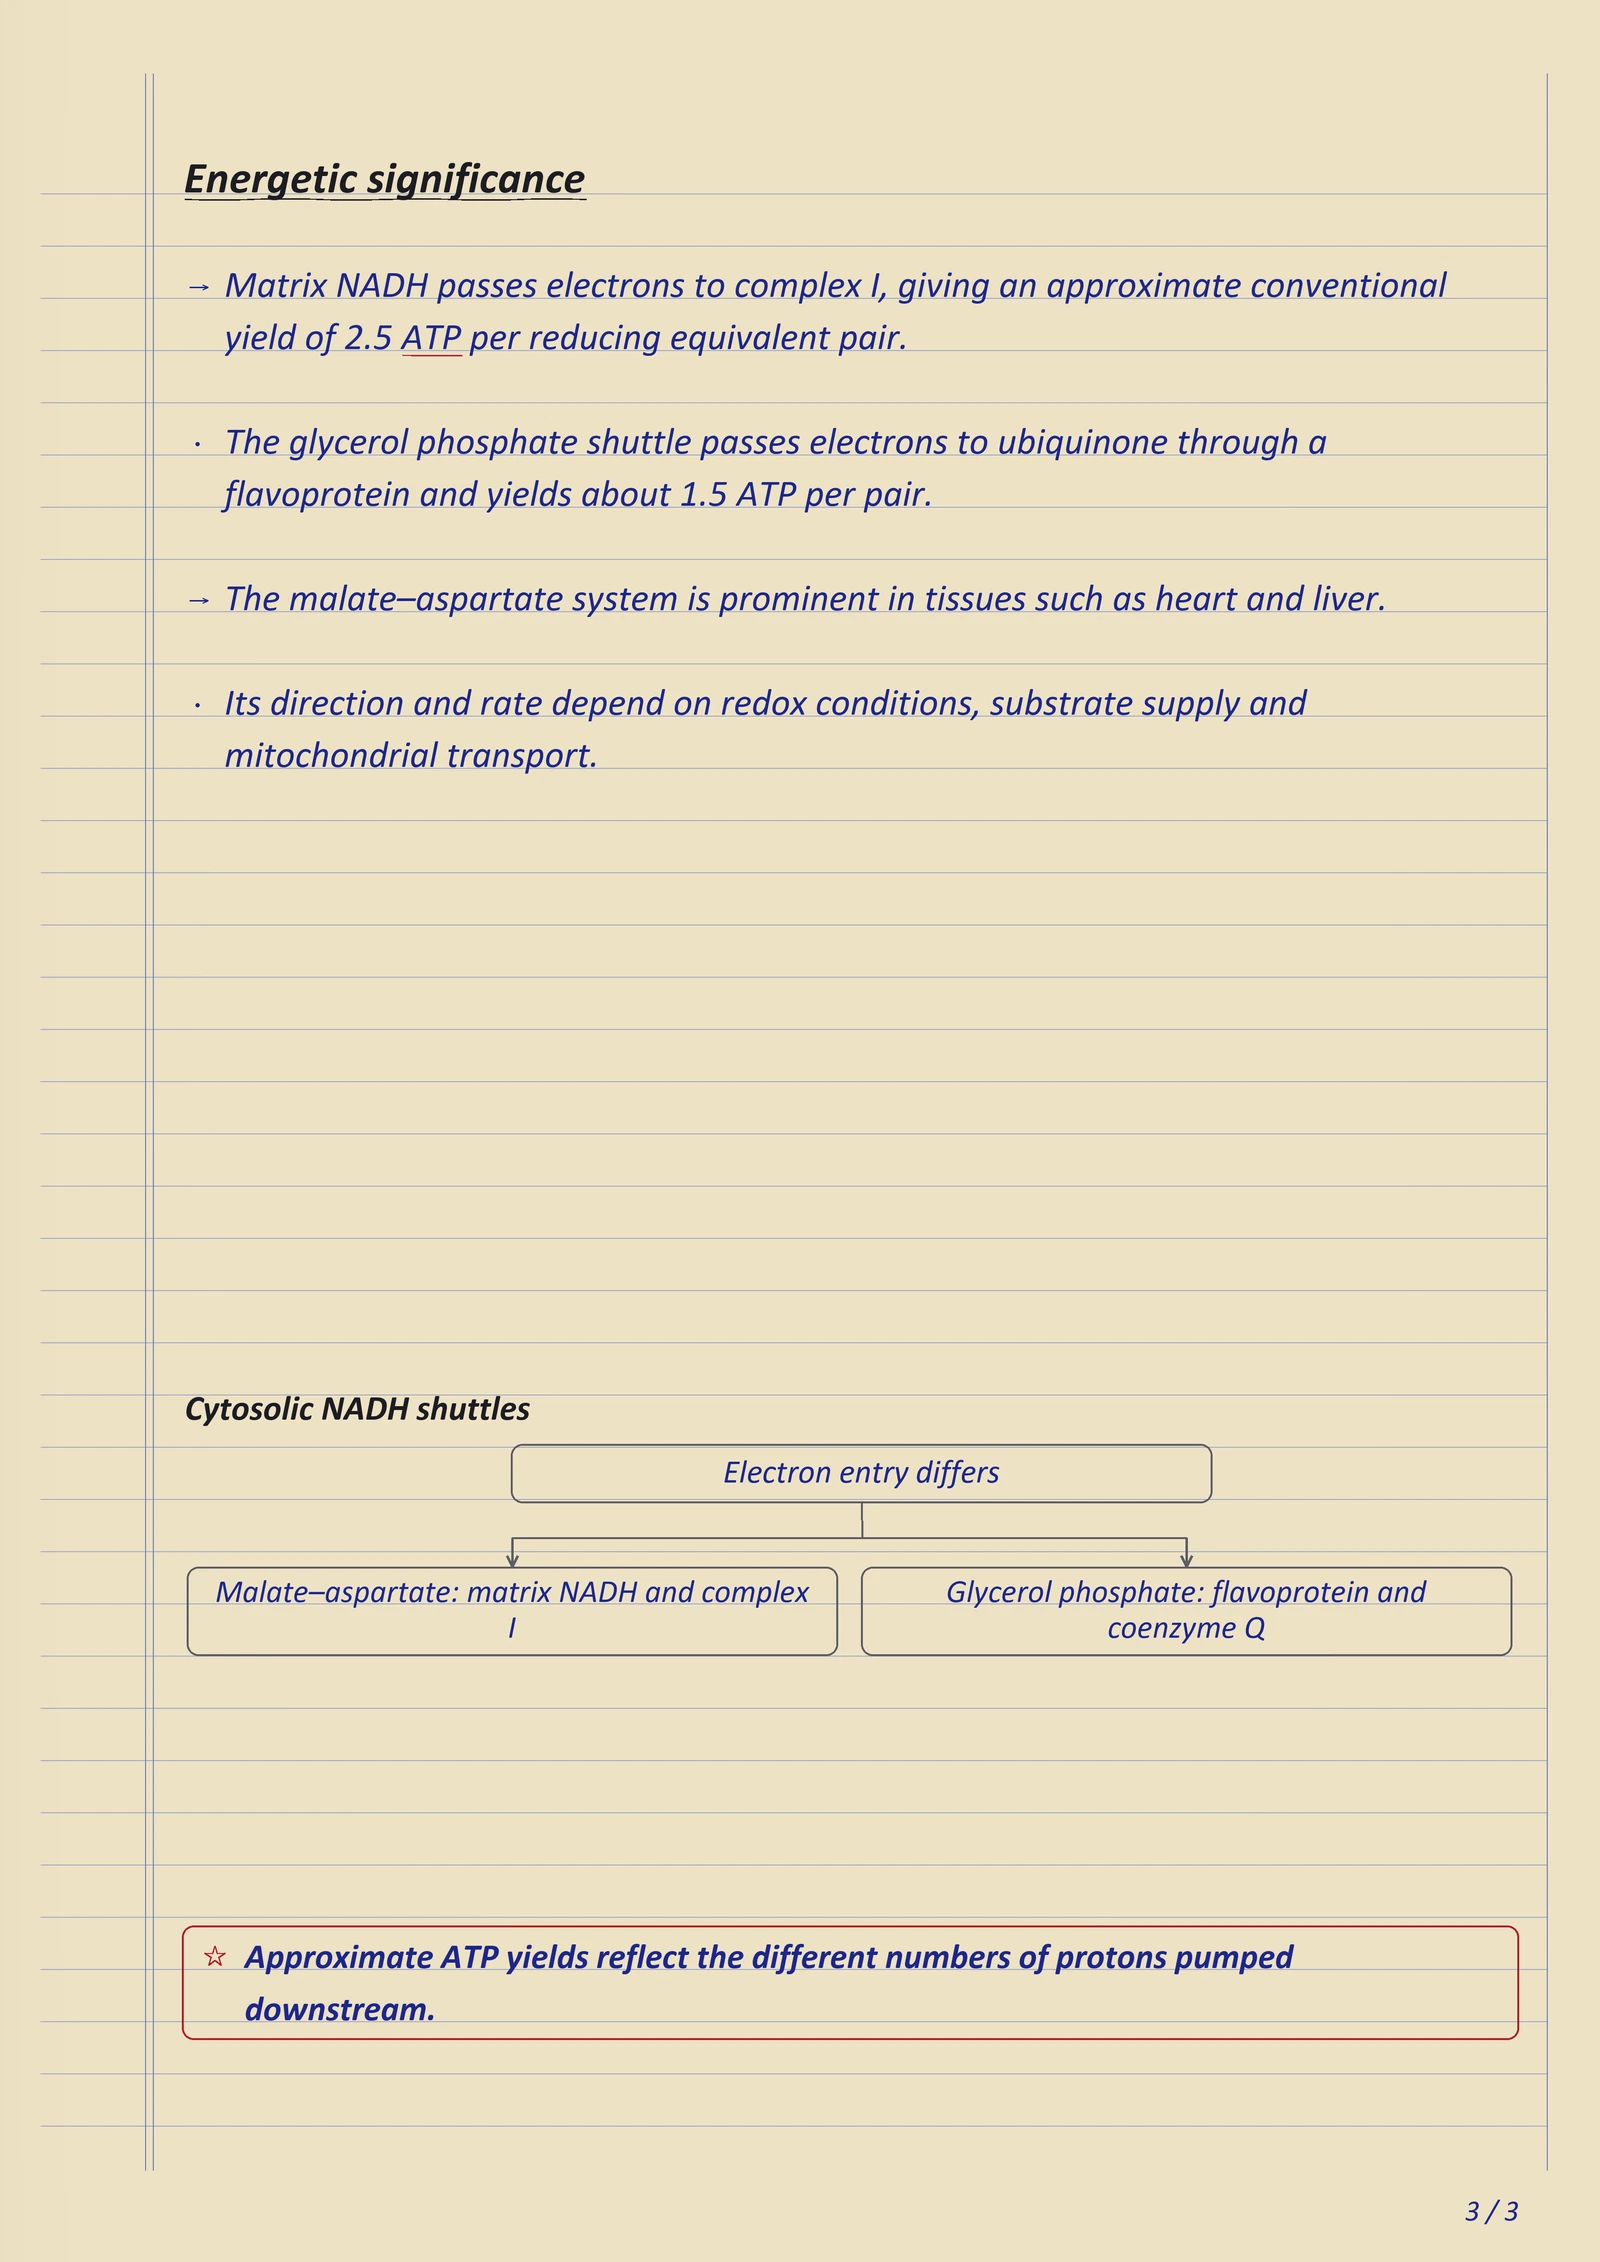 Energetic significance
→ Matrix NADH passes electrons to complex I, giving an approximate conventional
yield of 2.5 ATP per reducing equivalent pair.
· The glycerol phosphate shuttle passes electrons to ubiquinone through a
flavoprotein and yields about 1.5 ATP per pair.
→ The malate–aspartate system is prominent in tissues such as heart and liver.
· Its direction and rate depend on redox conditions, substrate supply and
mitochondrial transport.
Cytosolic NADH shuttles
Electron entry differs
Malate–aspartate: matrix NADH and complex
I
Glycerol phosphate: flavoprotein and
coenzyme Q
☆ Approximate ATP yields reflect the different numbers of protons pumped
downstream.
3 / 3